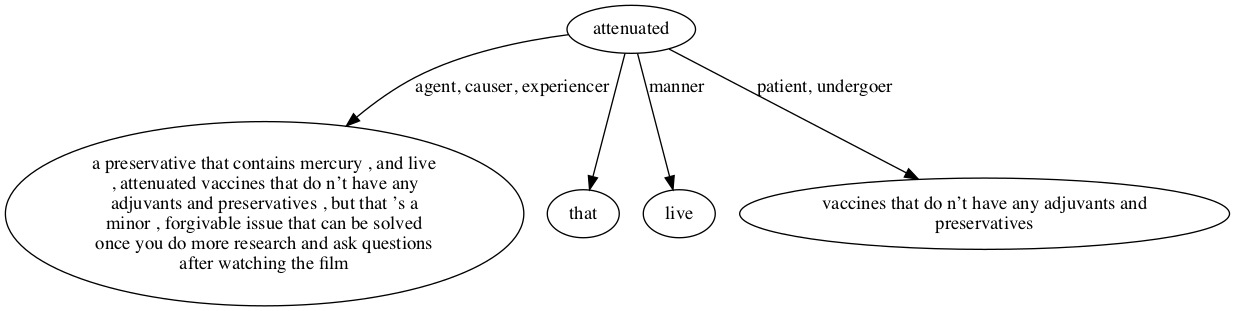 attenuated
agent, causer, experiencer
manner
patient, undergoer
a preservative that contains mercury , and live
, attenuated vaccines that do n't have any
adjuvants and preservatives , but that 's a
minor , forgivable issue that can be solved
once you do more research and ask questions
after watching the film
that
live
vaccines that do n't have any adjuvants and
preservatives